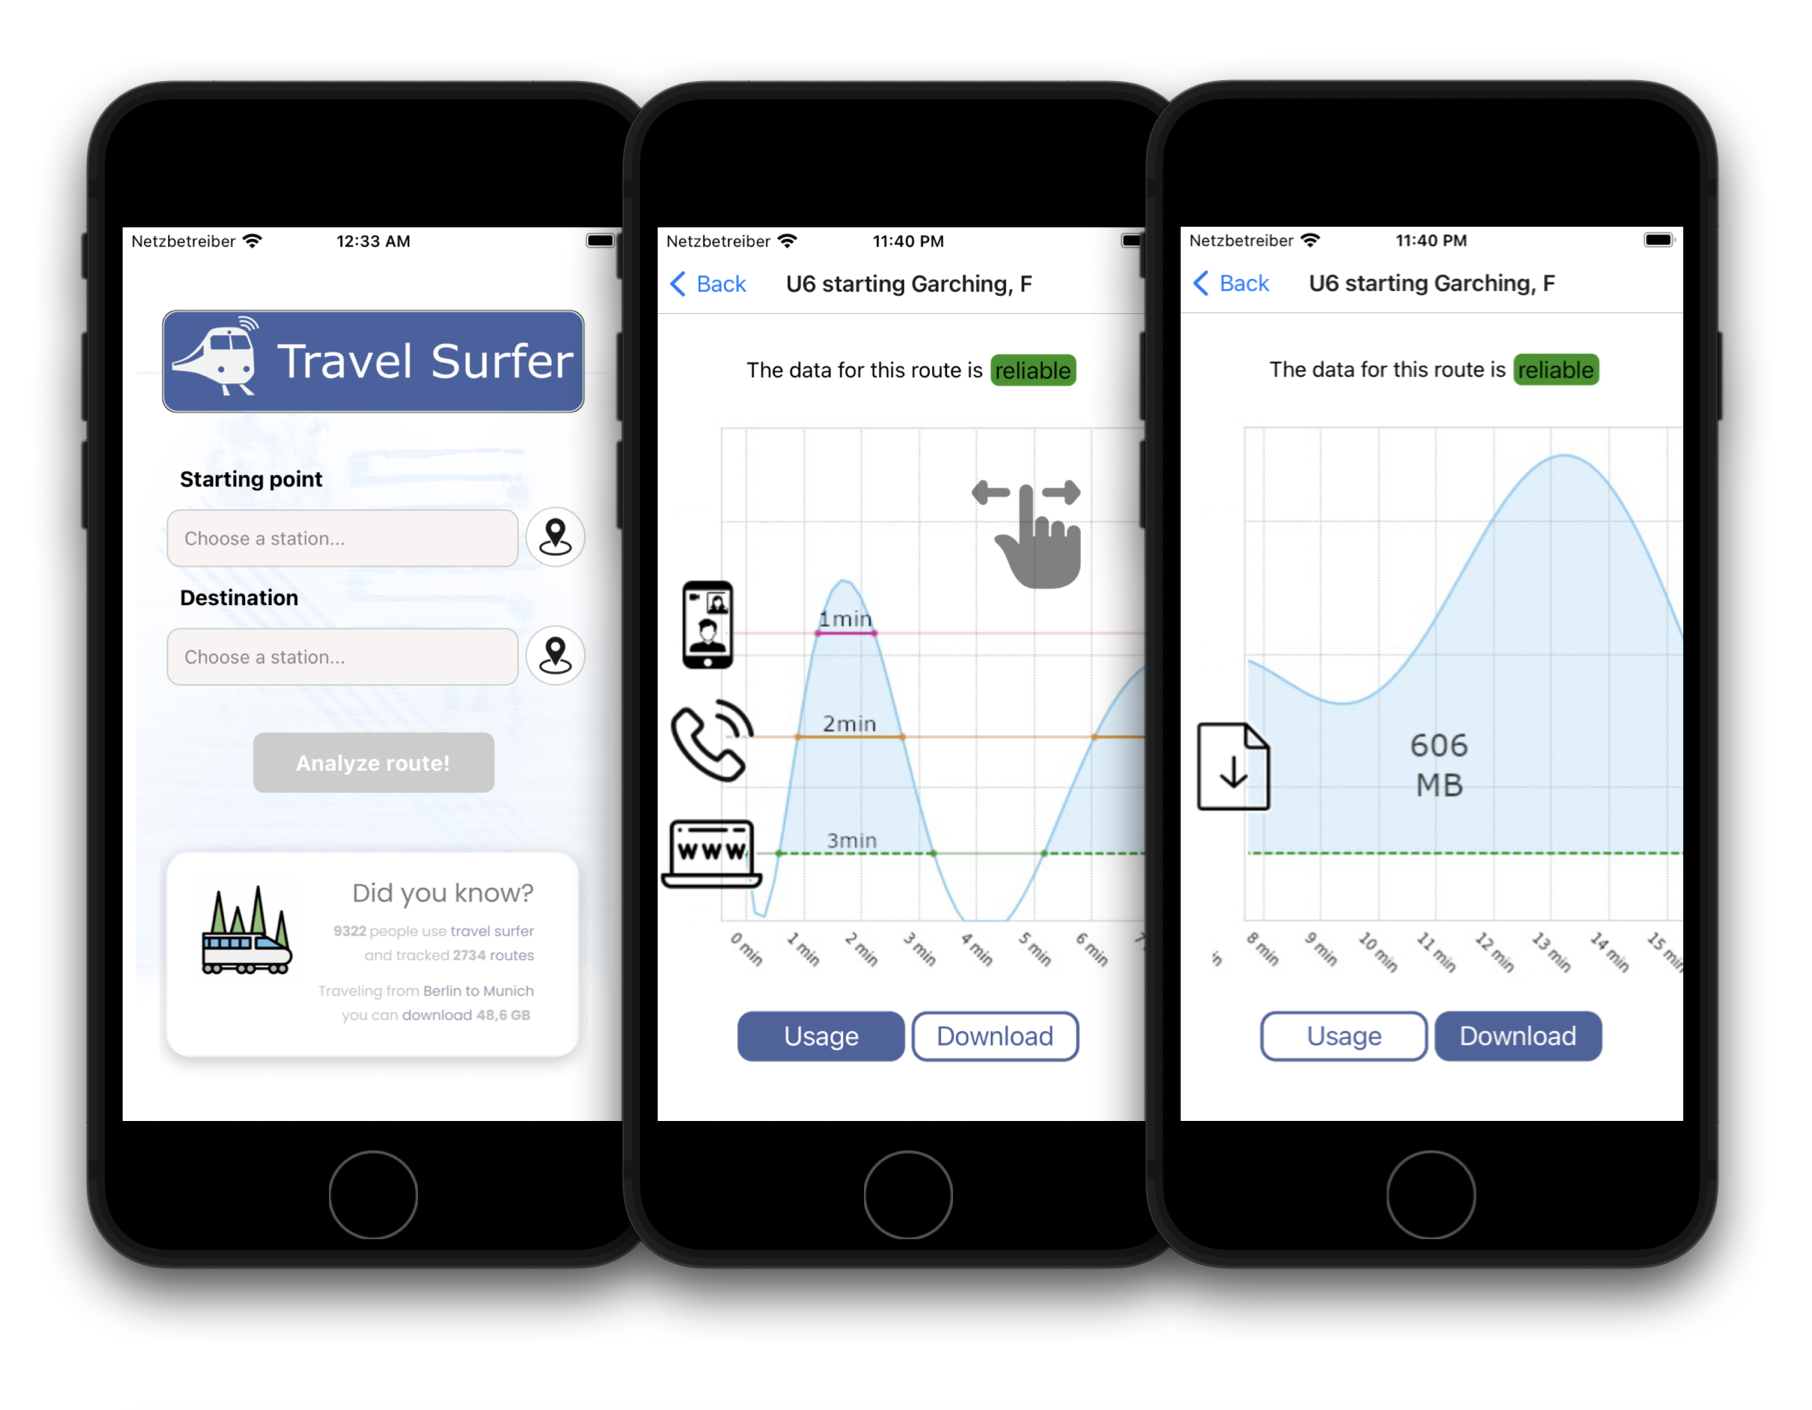 Netzbetreiber 12:33 AM
Travel Surfer
Starting point
Choose a station...
Destination
Choose a station...
Analyze route!
Did you know?
9322 people use travel surfer
and tracked 2734 routes
Traveling from Berlin to Munich
you can download 48,6 GB
Netzbetreiber 11:40 PM
Back U6 starting Garching, F
The data for this route is reliable
1min
2min
WWW
3min
0 min 1 min 2 min 3 min 4 min 5 min 6 min
Usage Download
Netzbetreiber 11:40 PM
Back U6 starting Garching, F
The data for this route is reliable
606
MB
8 min 9 min 10 min 11 min 12 min 13 min 14 min 15 min
Usage Download